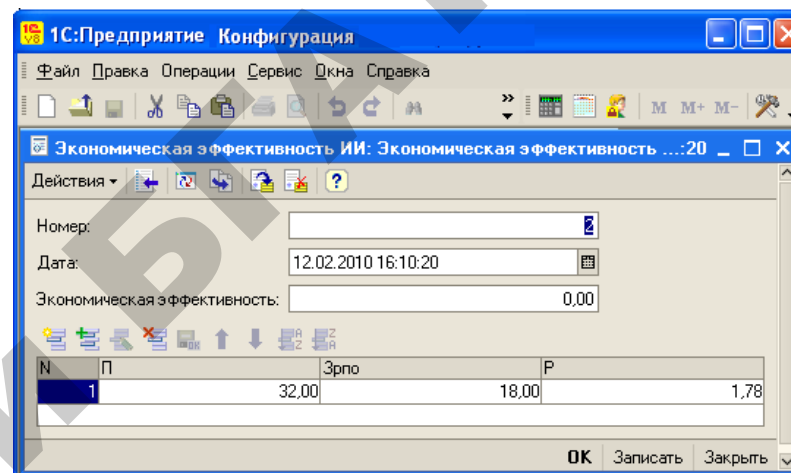 1С:Предприятие Конфигурация
Файл Правка Операции Сервис Окна Справка
M M+ M-
Экономическая эффективность ИИ: Экономическая эффективность ...:20
Действия
Номер: 2
Дата: 12.02.2010 16:10:20
Экономическая эффективность: 0,00
N П Зрпо Р
1 32,00 18,00 1,78
OK Записать Закрыть